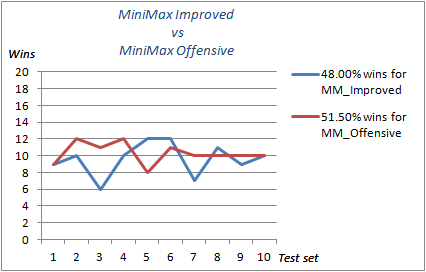 MiniMax Improved
vs
MiniMax Offensive
Wins
20
18
16
14
12
10
8
6
4
2
0
1 2 3 4 5 6 7 8 9 10
Test set
48.00% wins for
MM_Improved
51.50% wins for
MM_Offensive